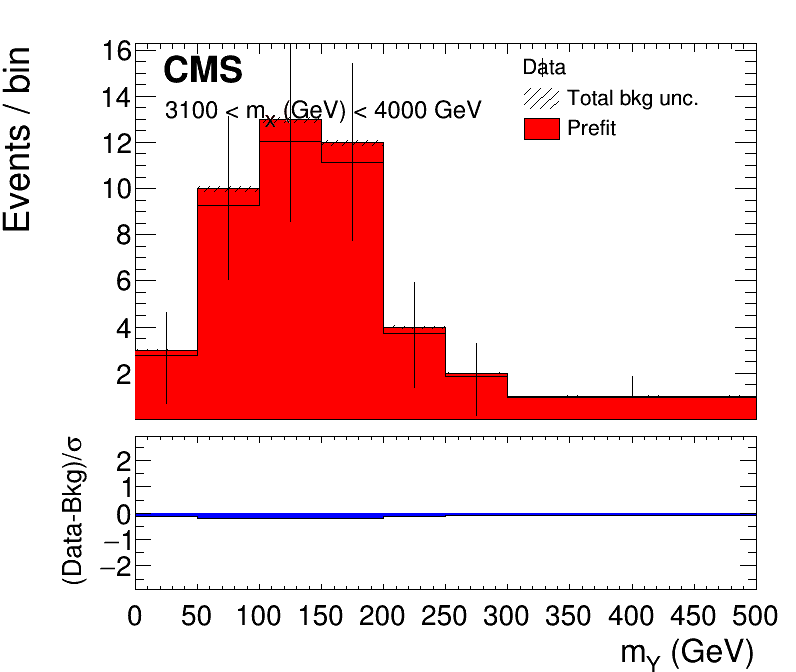 Events / bin
16
14
12
10
8
6
4
2
CMS
3100 < m_X (GeV) < 4000 GeV
Data
Total bkg unc.
Prefit
(Data-Bkg)/σ
2
1
0
−1
−2
0 50 100 150 200 250 300 350 400 450 500
m_Y (GeV)